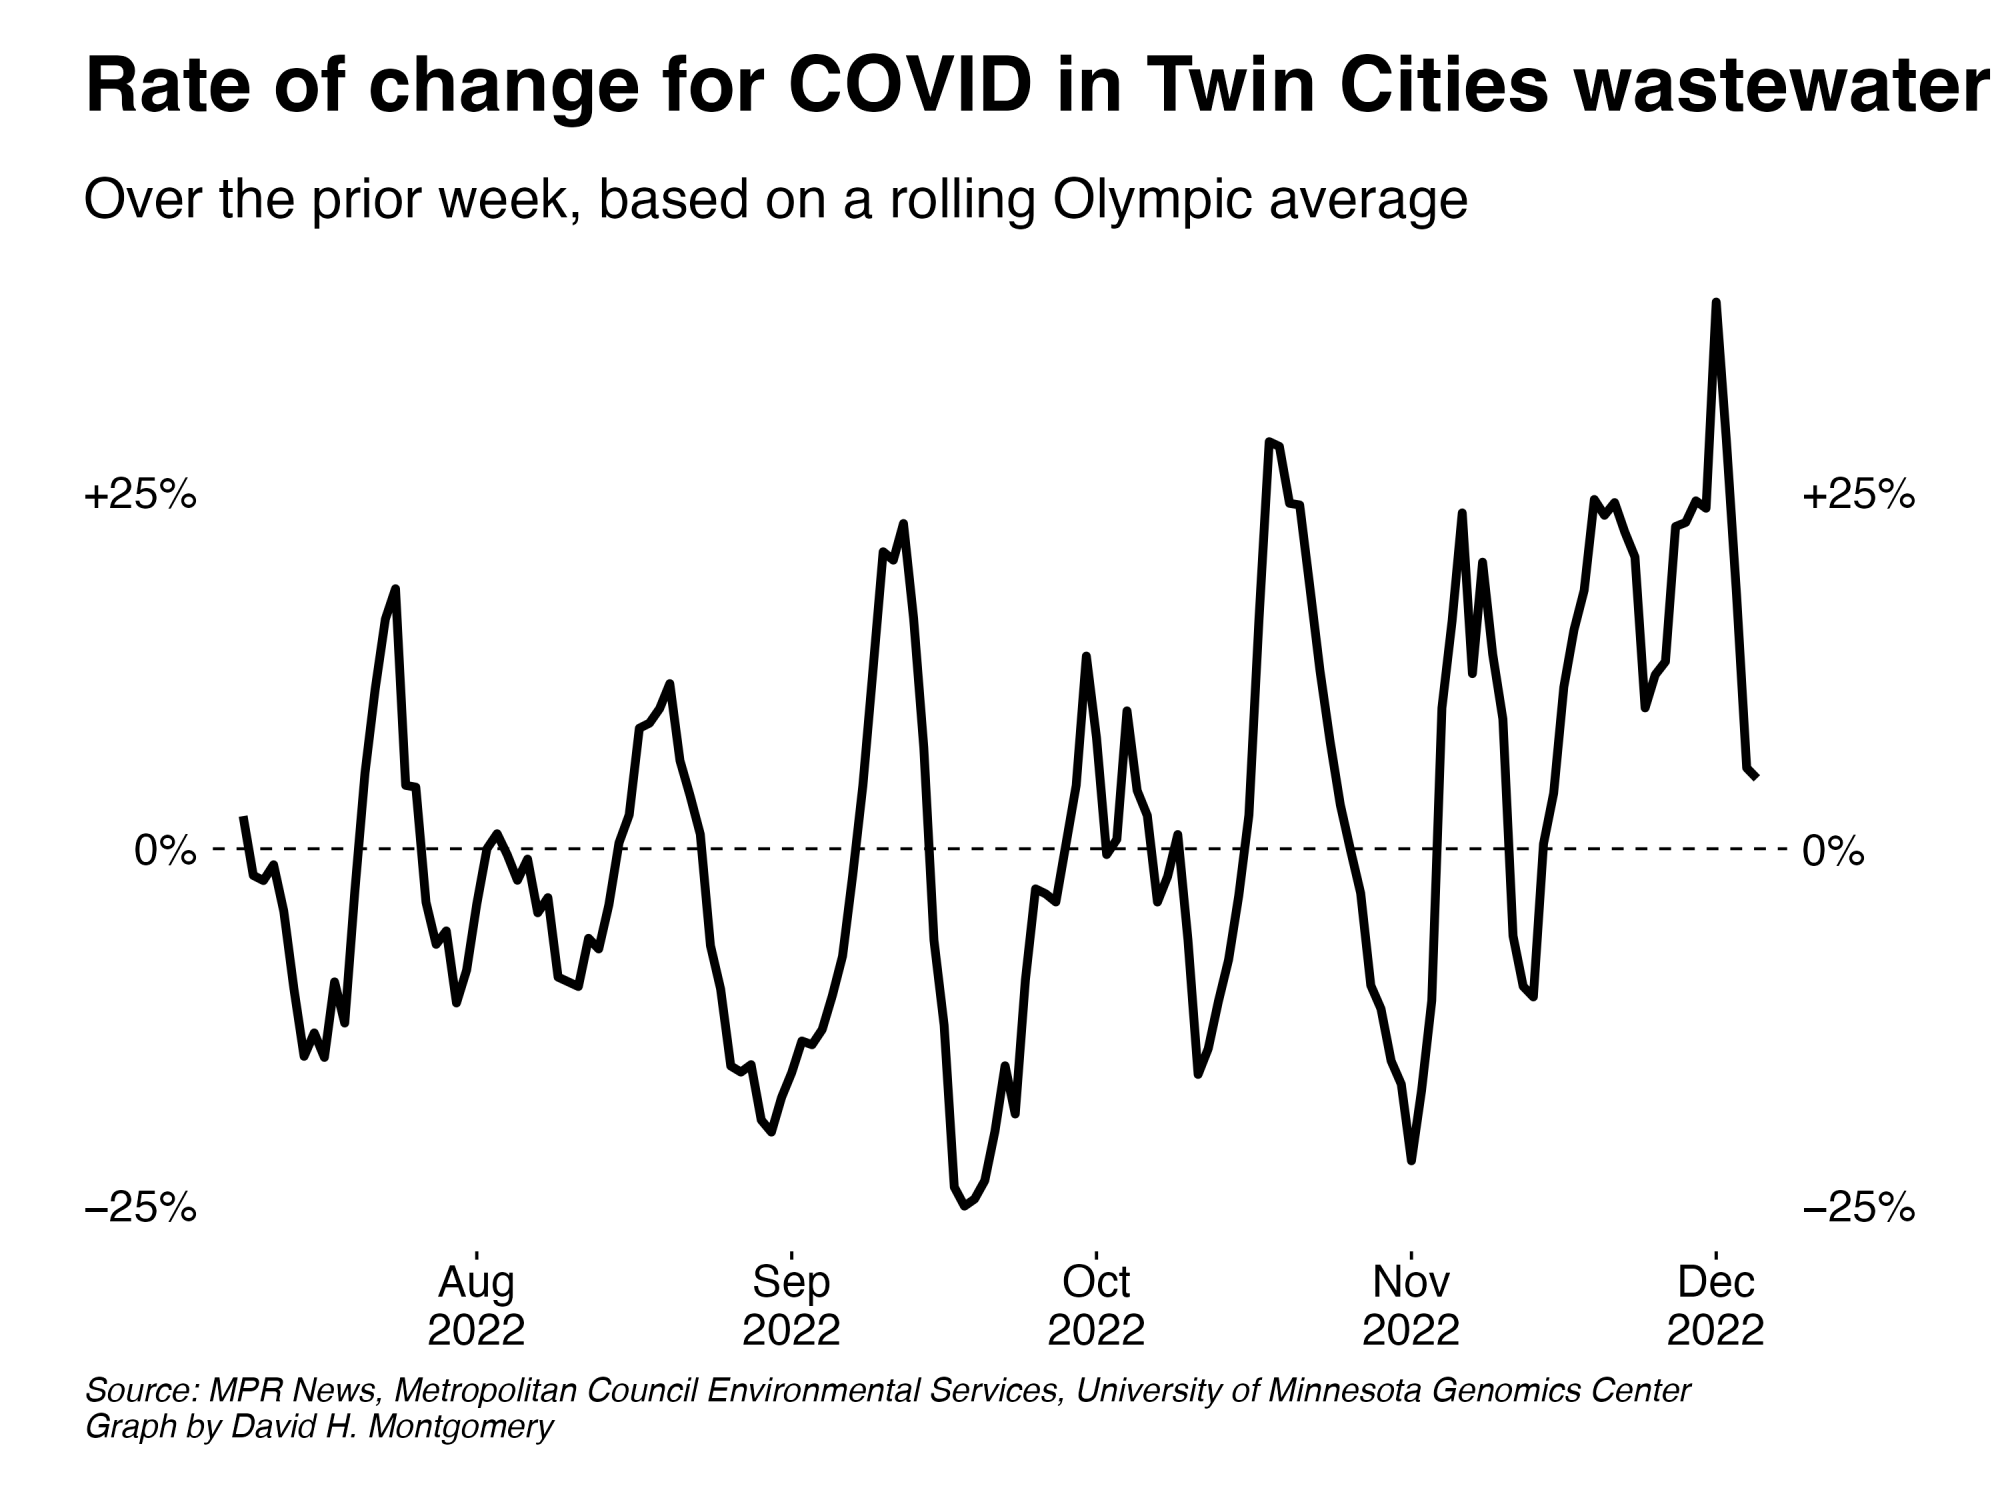 Rate of change for COVID in Twin Cities wastewater
Over the prior week, based on a rolling Olympic average
+25% +25%
0% 0%
−25% −25%
Aug Sep Oct Nov Dec
2022 2022 2022 2022 2022
Source: MPR News, Metropolitan Council Environmental Services, University of Minnesota Genomics Center
Graph by David H. Montgomery